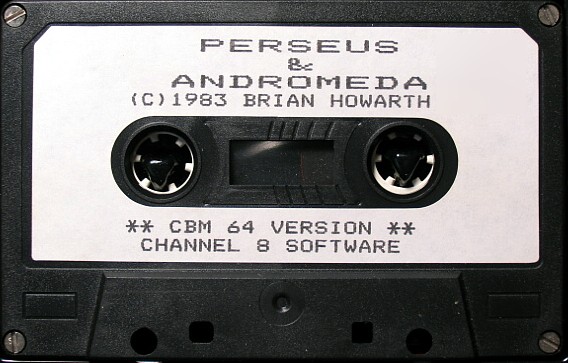 PERSEUS
&
ANDROMEDA
(C)1983 BRIAN HOWARTH
** CBM 64 VERSION **
CHANNEL 8 SOFTWARE